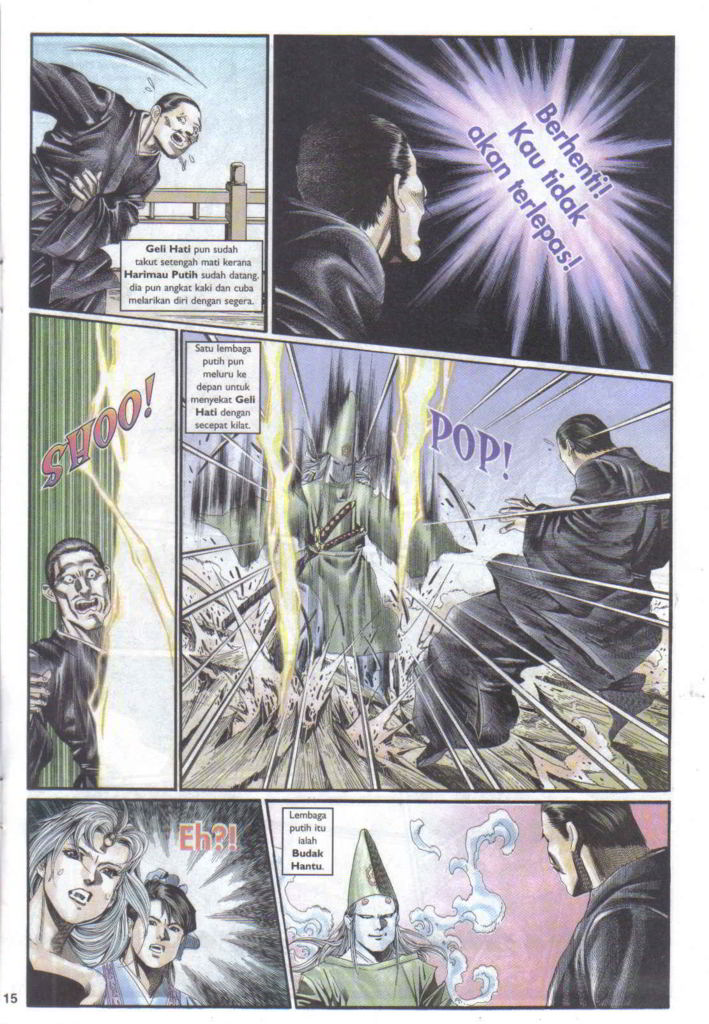 Geli Hati pun sudah
takut setengah mati kerana
Harimau Putih sudah datang,
dia pun angkat kaki dan cuba
melarikan diri dengan segera.
Berhenti!
Kau tidak
akan terlepas!
SHOO!
Satu lembaga
putih pun
meluru ke
depan untuk
menyekat Geli
Hati dengan
secepat kilat.
POP!
Eh?!
Lembaga
putih itu
ialah
Budak
Hantu.
15